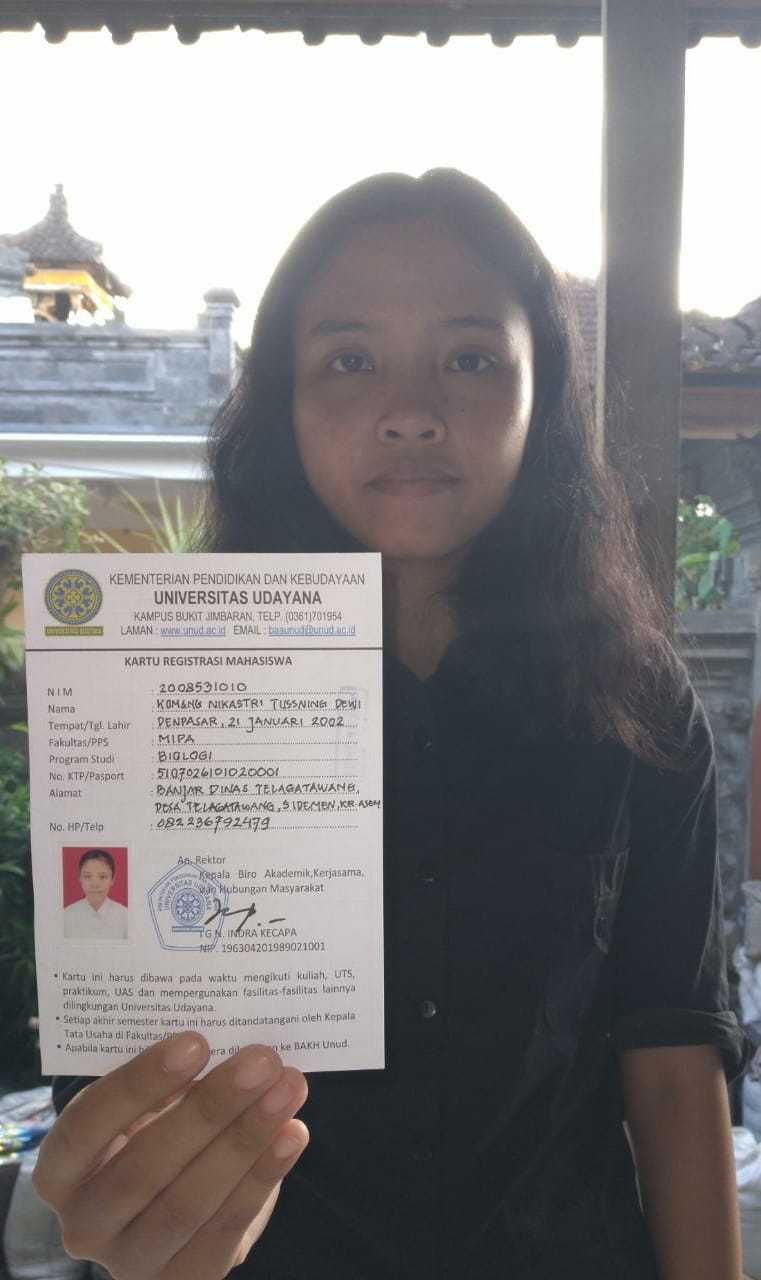 KEMENTERIAN PENDIDIKAN DAN KEBUDAYAAN
UNIVERSITAS UDAYANA
KAMPUS BUKIT JIMBARAN, TELP. (0361)701954
LAMAN : www.unud.ac.id EMAIL : baaunud@unud.ac.id
UNIVERSITAS UDAYANA
KARTU REGISTRASI MAHASISWA
N I M : 2008531010
Nama : KOMANG NIKASTRI TUSSNING DEWI
Tempat/Tgl. Lahir : DENPASAR, 21 JANUARI 2002
Fakultas/PPS : MIPA
Program Studi : BIOLOGI
No. KTP/Pasport : 5107026101020001
Alamat : BANJAR DINAS TELAGATAWANG,
DESA TELAGATAWANG, SIDEMEN, KR. ASEM
No. HP/Telp : 082236792479
An. Rektor
Kepala Biro Akademik,Kerjasama,
dan Hubungan Masyarakat
UNIVERSITAS UDAYANA
I G N. INDRA KECAPA
NIP. 196304201989021001
• Kartu ini harus dibawa pada waktu mengikuti kuliah, UTS,
praktikum, UAS dan mempergunakan fasilitas-fasilitas lainnya
dilingkungan Universitas Udayana.
• Setiap akhir semester kartu ini harus ditandatangani oleh Kepala
Tata Usaha di Fakultas/
• Apabila kartu ini ke BAKH Unud.